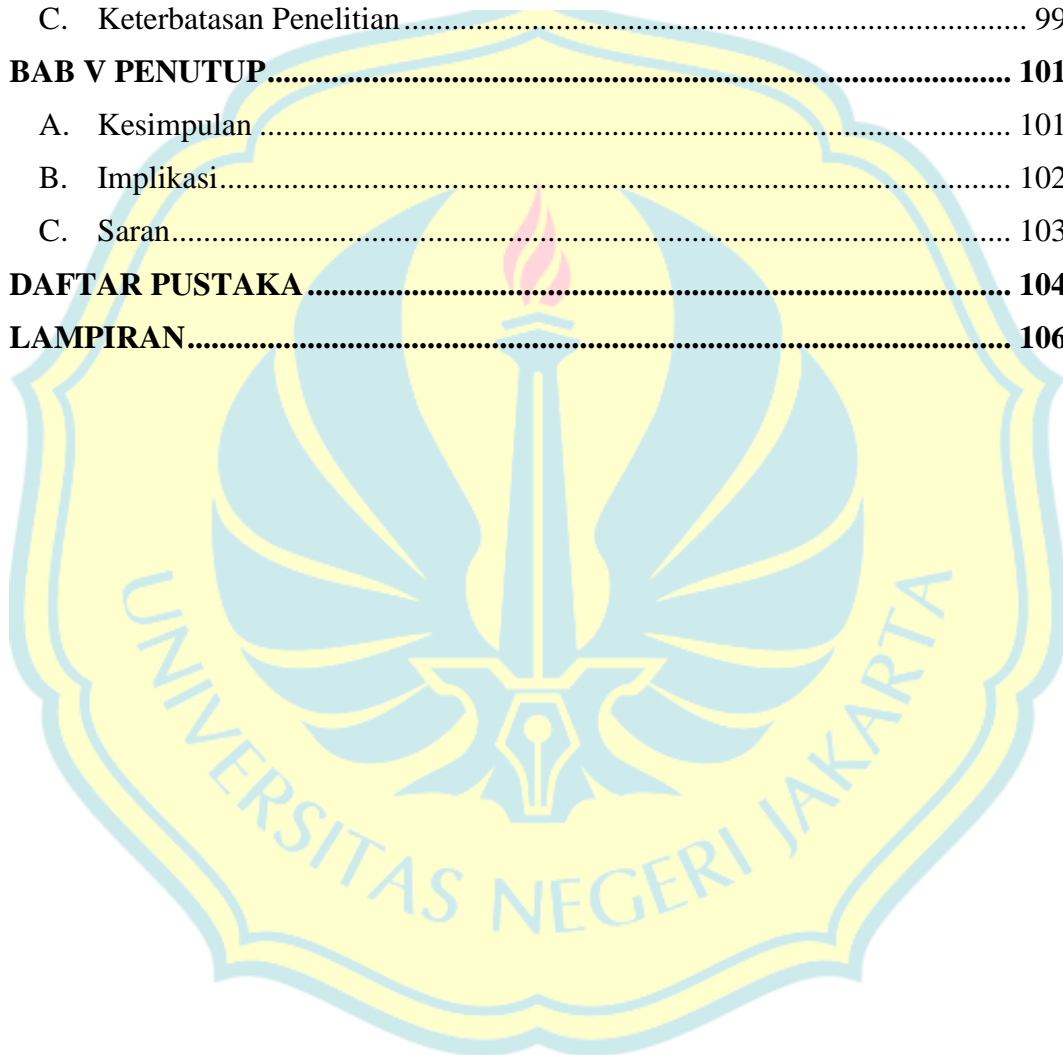 C. Keterbatasan Penelitian.......... 99
BAB V PENUTUP.......... 101
A. Kesimpulan.......... 101
B. Implikasi.......... 102
C. Saran.......... 103
DAFTAR PUSTAKA.......... 104
LAMPIRAN.......... 106
UNIVERSITAS NEGERI JAKARTA